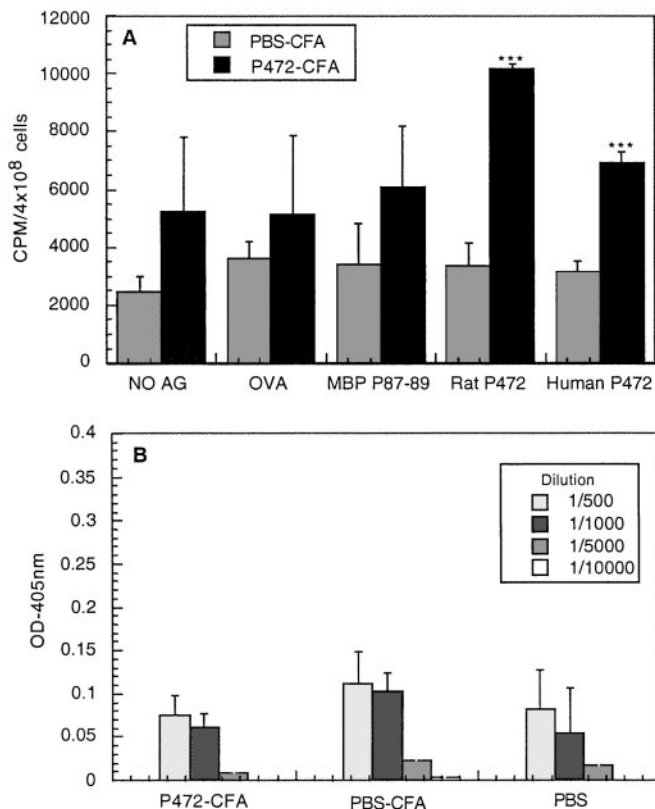 A
PBS-CFA
P472-CFA
12000
10000
8000
6000
4000
2000
0
CPM/4x10⁸ cells
***
***
NO AG OVA MBP P87-89 Rat P472 Human P472
B
Dilution
1/500
1/1000
1/5000
1/10000
0.4
0.35
0.3
0.25
0.2
0.15
0.1
0.05
0
OD-405nm
P472-CFA PBS-CFA PBS